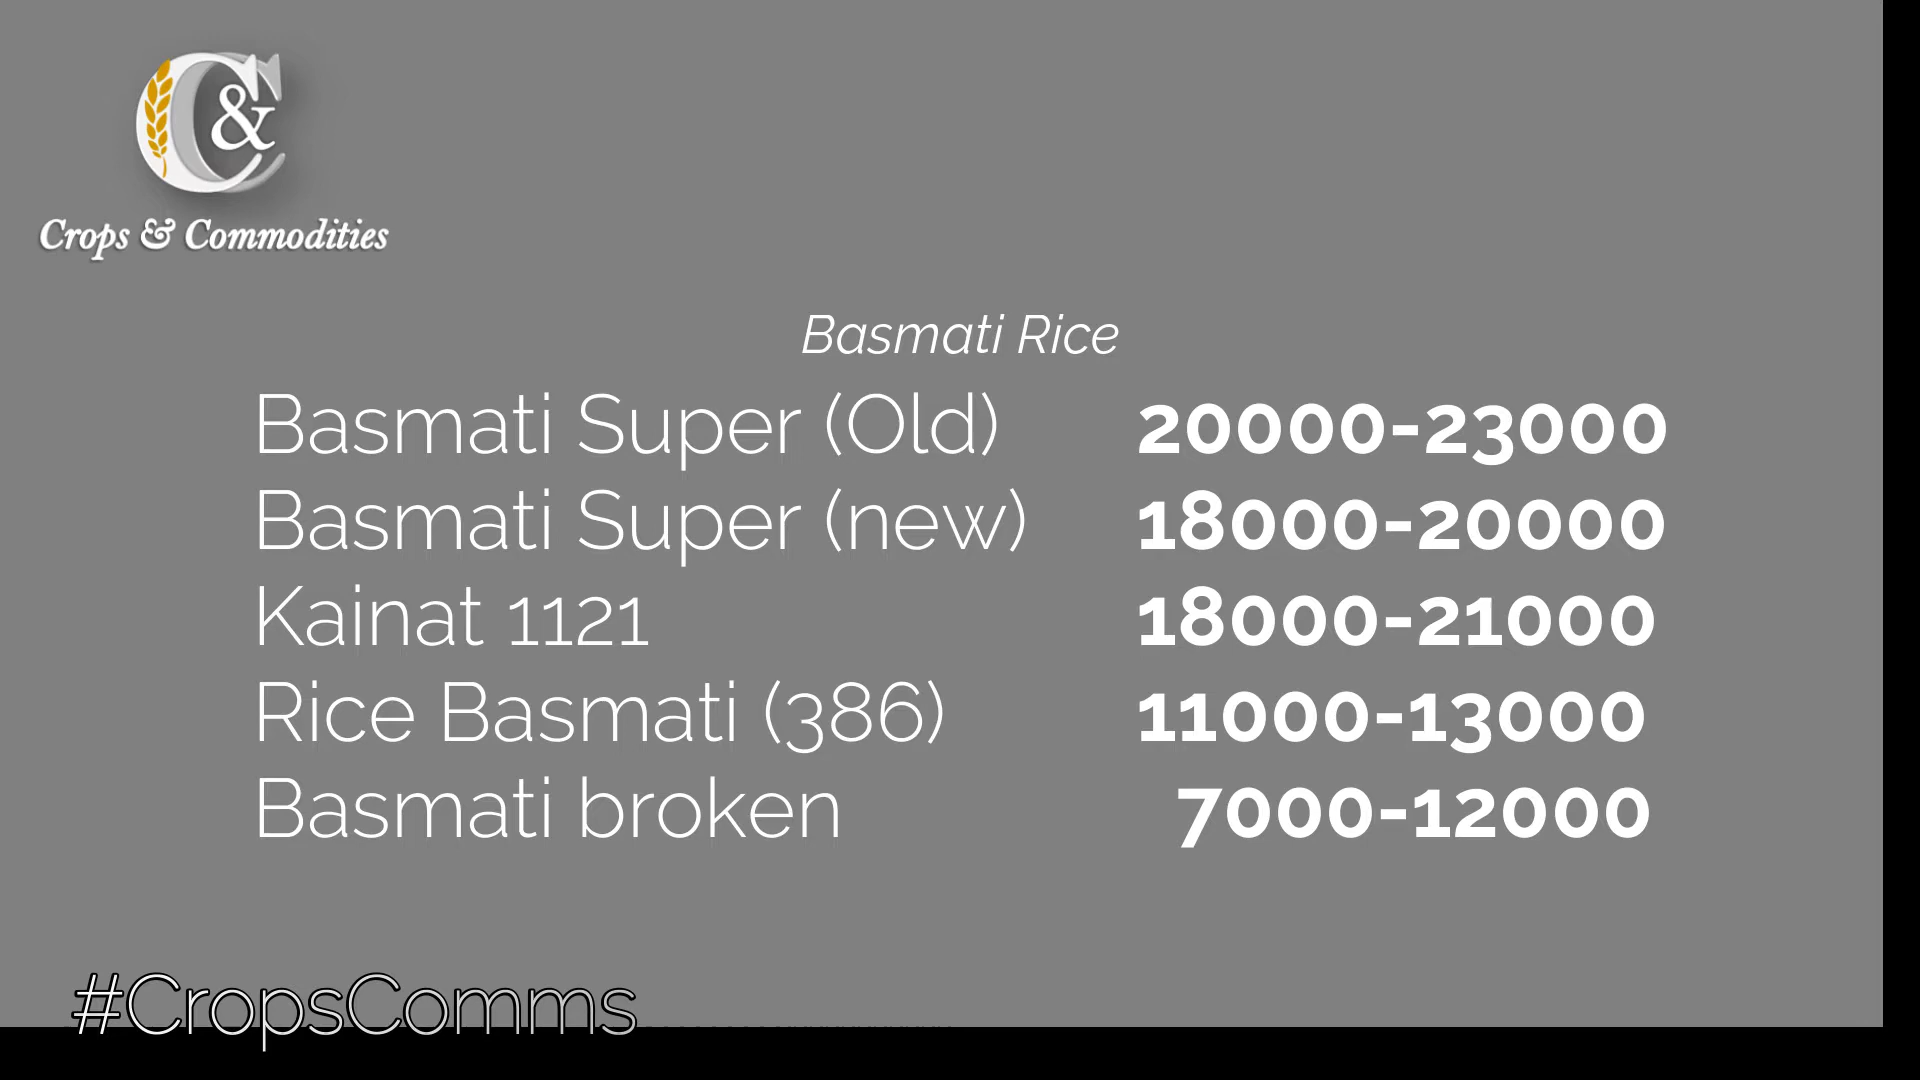 C&C
Crops & Commodities
Basmati Rice
Basmati Super (Old) 20000-23000
Basmati Super (new) 18000-20000
Kainat 1121 18000-21000
Rice Basmati (386) 11000-13000
Basmati broken 7000-12000
#CropsComms